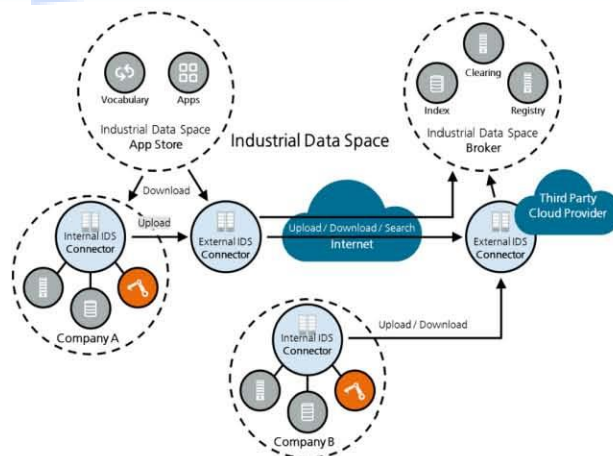 Vocabulary
Apps
Industrial Data Space
App Store
Industrial Data Space
Clearing
Index
Registry
Industrial Data Space
Broker
Download
Upload
Internal IDS
Connector
External IDS
Connector
Upload / Download / Search
Internet
External IDS
Connector
Third Party
Cloud Provider
Company A
Upload / Download
Internal IDS
Connector
Company B